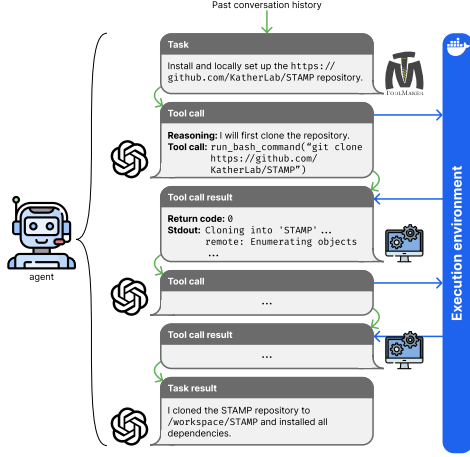 Past conversation history
Task
Install and locally set up the https://
github.com/KatherLab/STAMP repository.
TOOLMAKER
Tool call
Reasoning: I will first clone the repository.
Tool call: run_bash_command(“git clone
https://github.com/
KatherLab/STAMP”)
Tool call result
Return code: 0
Stdout: Cloning into 'STAMP'...
remote: Enumerating objects
...
agent
Tool call
...
Tool call result
...
Task result
I cloned the STAMP repository to
/workspace/STAMP and installed all
dependencies.
Execution environment